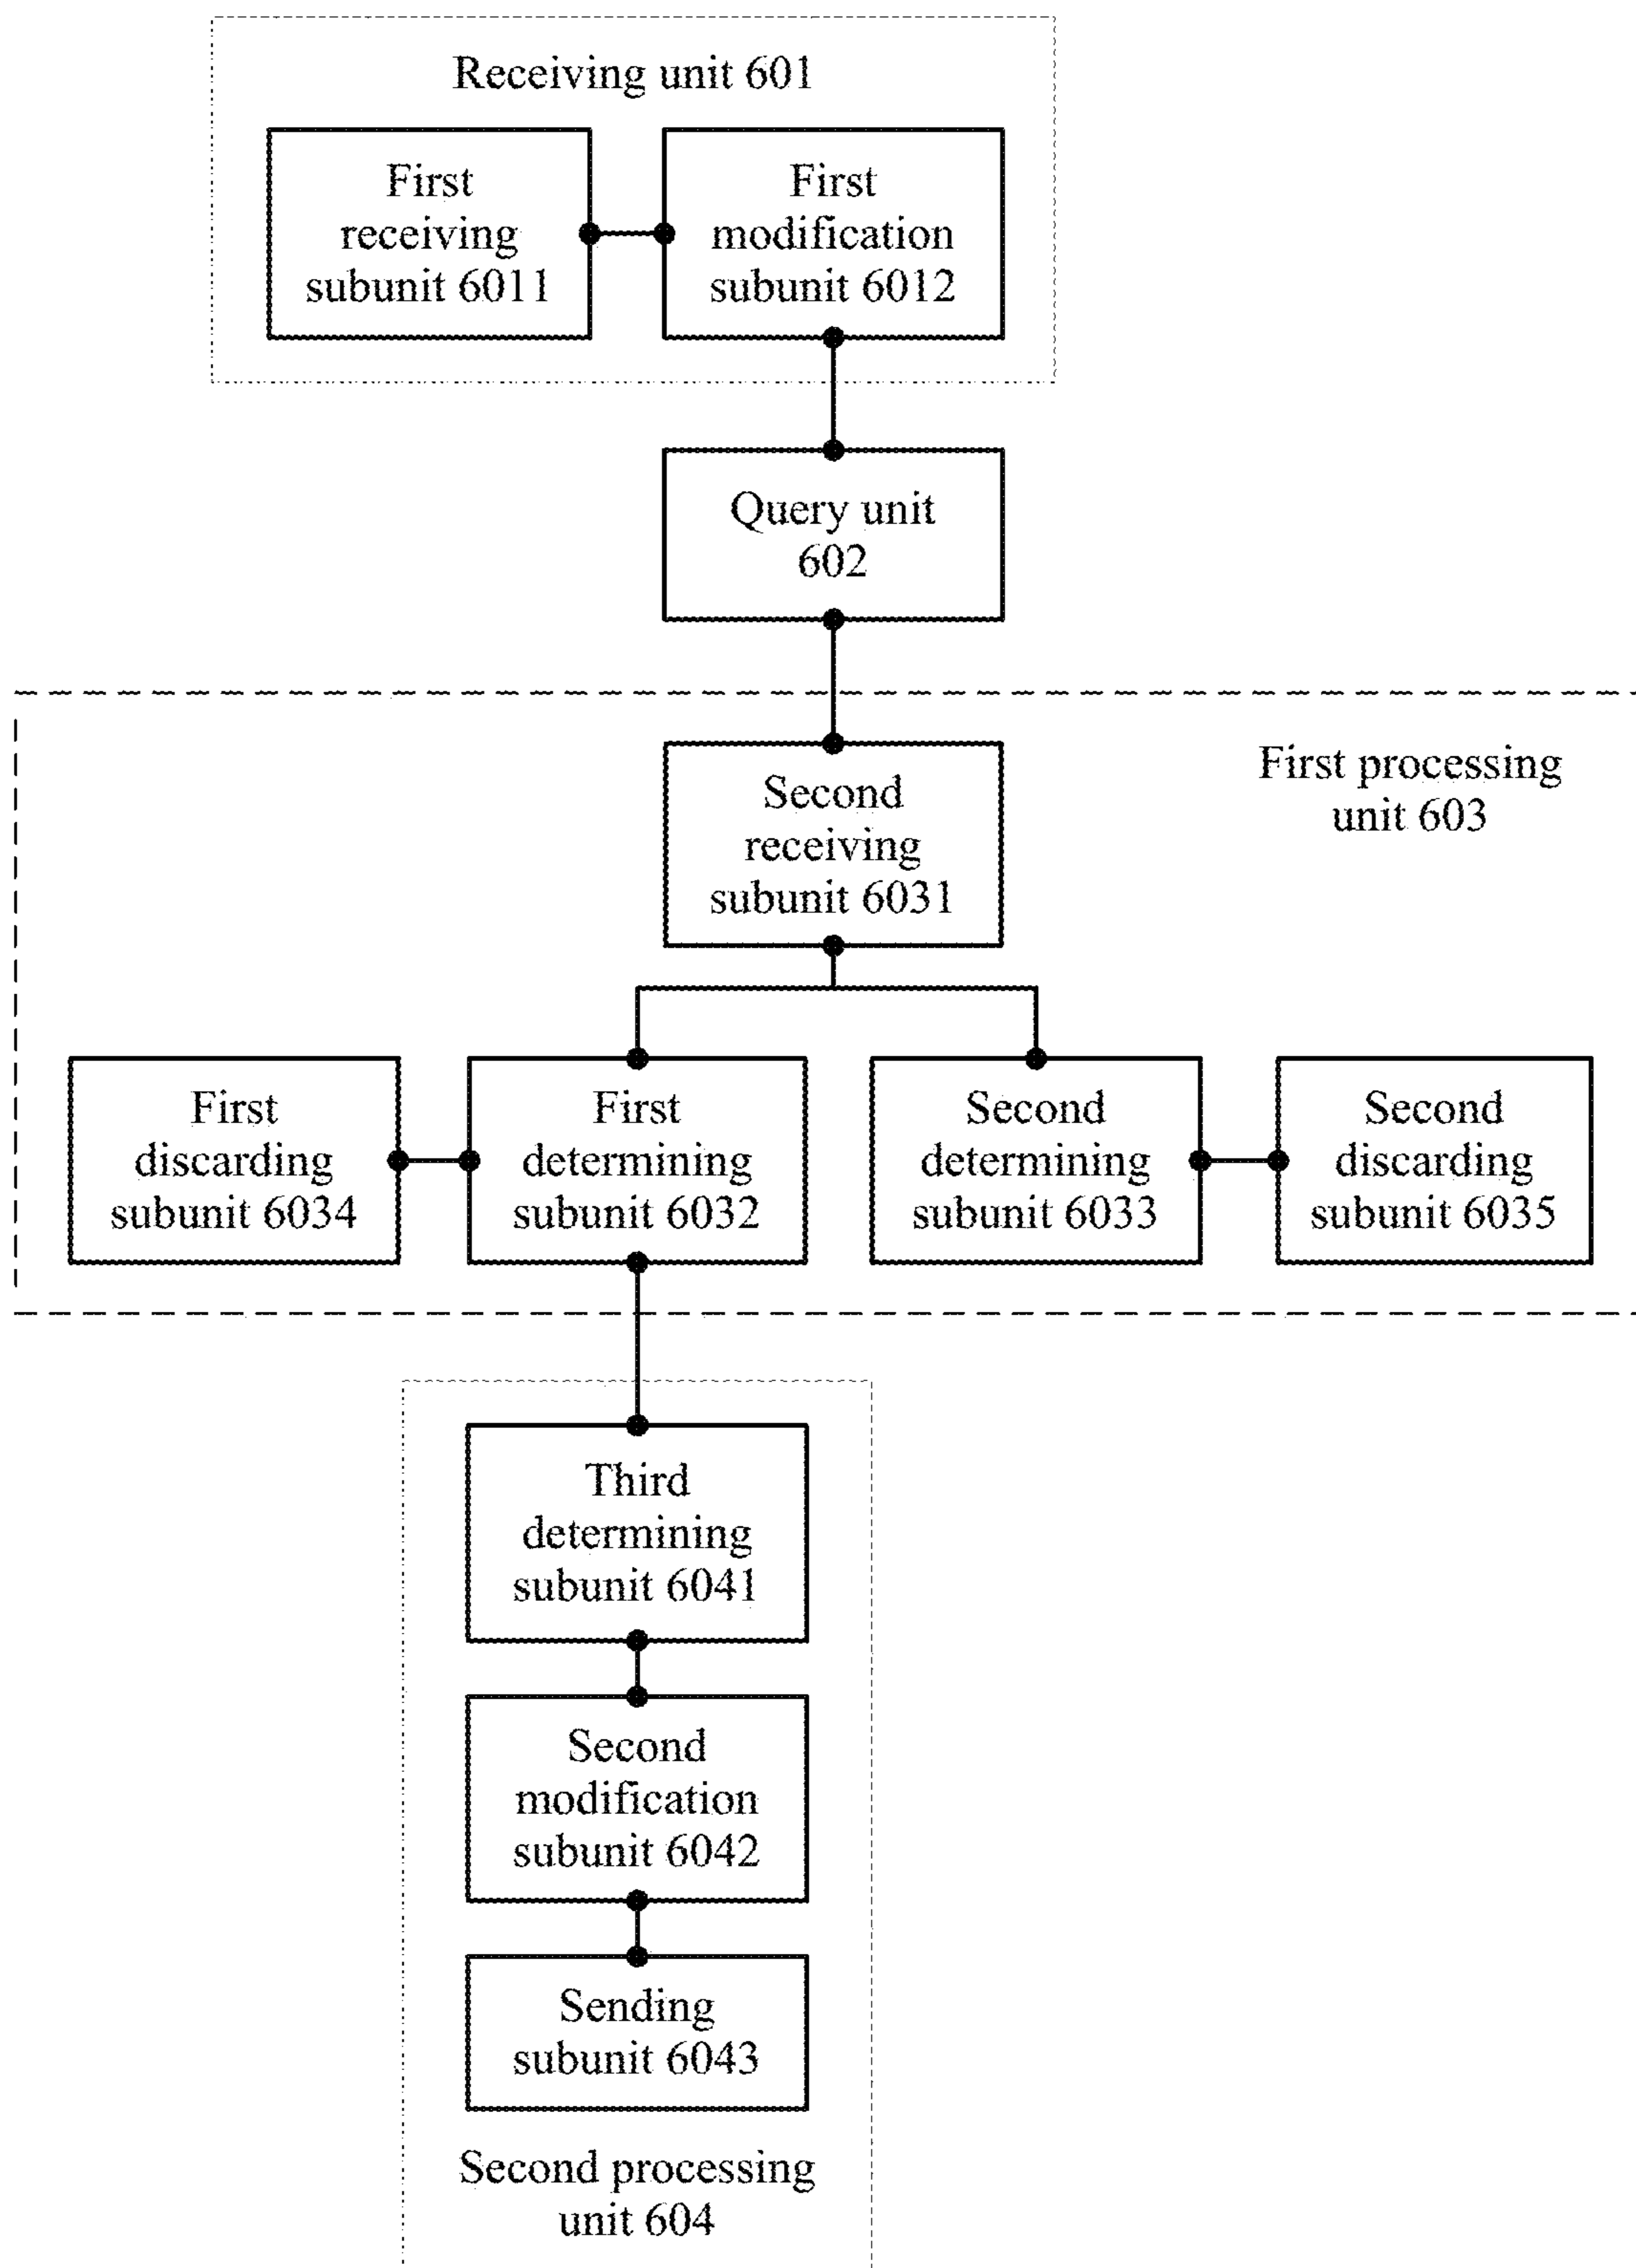 Receiving unit 601
First
receiving
subunit 6011
First
modification
subunit 6012
Query unit
602
First processing
unit 603
Second
receiving
subunit 6031
First
discarding
subunit 6034
First
determining
subunit 6032
Second
determining
subunit 6033
Second
discarding
subunit 6035
Third
determining
subunit 6041
Second
modification
subunit 6042
Sending
subunit 6043
Second processing
unit 604